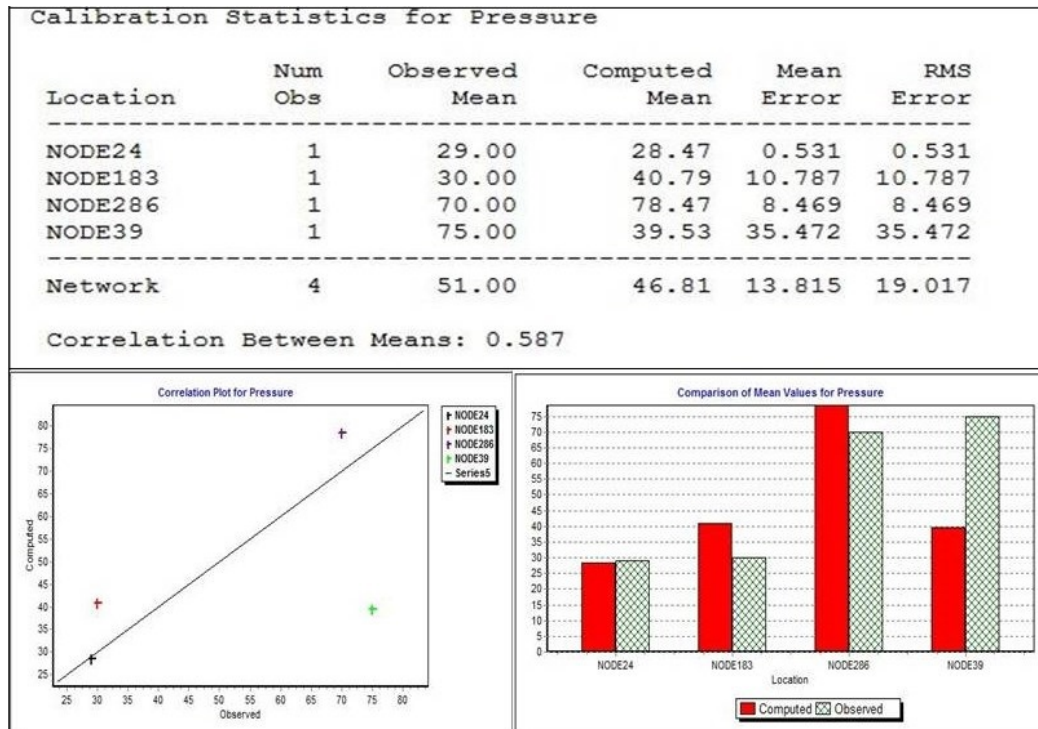 Calibration Statistics for Pressure
Num Observed Computed Mean RMS
Location Obs Mean Mean Error Error
NODE24 1 29.00 28.47 0.531 0.531
NODE183 1 30.00 40.79 10.787 10.787
NODE286 1 70.00 78.47 8.469 8.469
NODE39 1 75.00 39.53 35.472 35.472
Network 4 51.00 46.81 13.815 19.017
Correlation Between Means: 0.587
Correlation Plot for Pressure
NODE24
NODE183
NODE286
NODE39
Series5
80
75
70
65
60
55
50
45
40
35
30
25
Computed
25 30 35 40 45 50 55 60 65 70 75 80
Observed
Comparison of Mean Values for Pressure
75
70
65
60
55
50
45
40
35
30
25
20
15
10
5
0
NODE24 NODE183 NODE286 NODE39
Location
Computed Observed